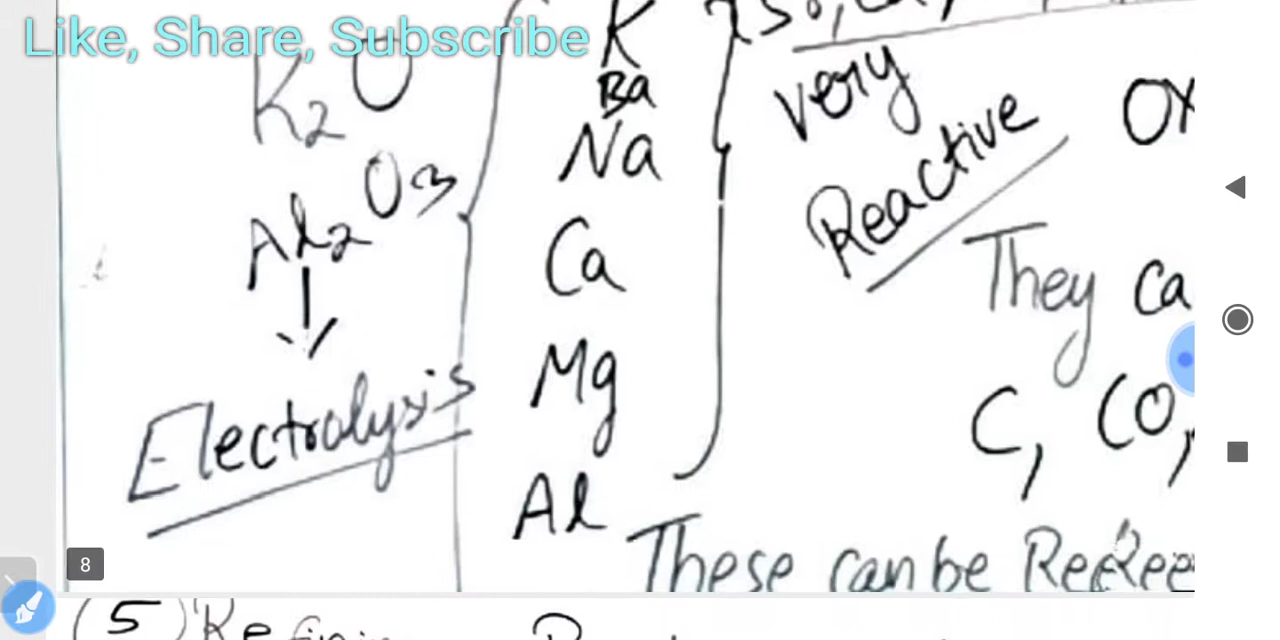 Like, Share, Subscribe
K₂O
Al₂O₃
Electrolysis
K
Ba
Na
Ca
Mg
Al
very
Reactive
Ox
They ca
C, CO,
These can be
8
(5)